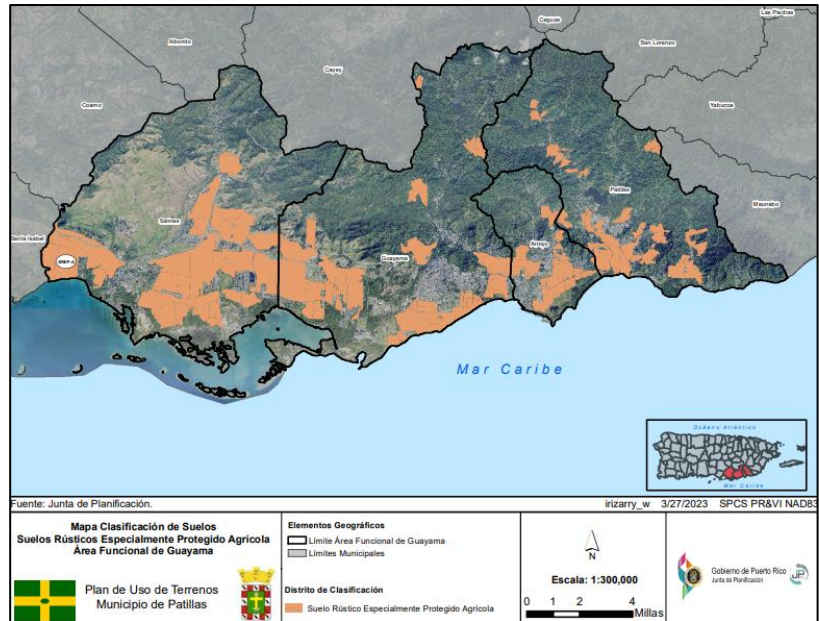 Las Piedras
Caguas
Aibonito
San Lorenzo
Cayey
Coamo
Yabucoa
Patillas
Maunabo
Salinas
Santa Isabel
SREP-A
Arroyo
Guayama
Mar Caribe
Océano Atlántico
Mar Caribe
Fuente: Junta de Planificación.
irizarry_w 3/27/2023 SPCS PR&VI NAD83
Mapa Clasificación de Suelos
Suelos Rústicos Especialmente Protegido Agrícola
Área Funcional de Guayama
Plan de Uso de Terrenos
Municipio de Patillas
Elementos Geográficos
Límite Área Funcional de Guayama
Límites Municipales
Distrito de Clasificación
Suelo Rústico Especialmente Protegido Agrícola
N
Escala: 1:300,000
0 1 2 4
Millas
Gobierno de Puerto Rico
Junta de Planificación
JP